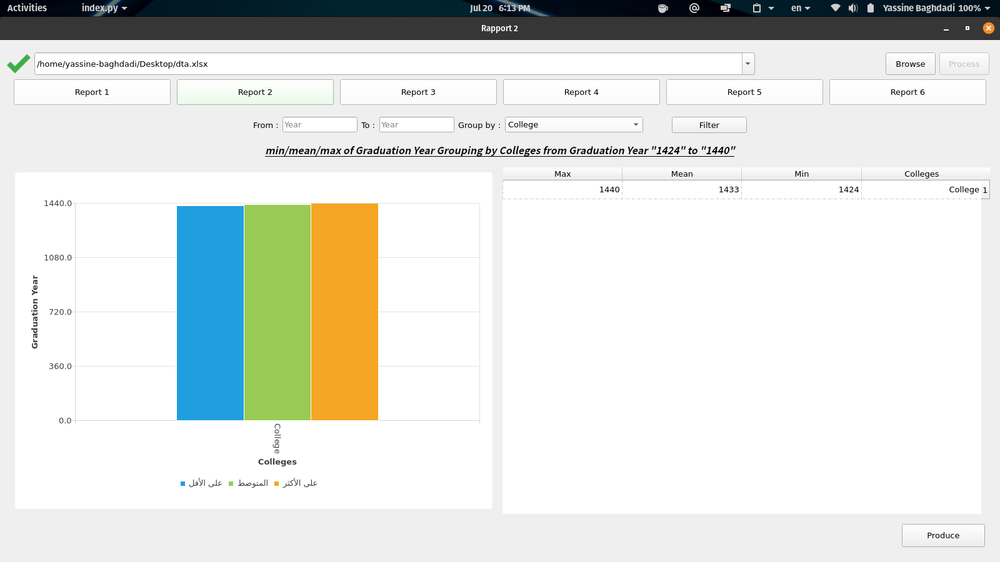 Activities index.py Jul 20 6:13 PM en Yassine Baghdadi 100%
Rapport 2
/home/yassine-baghdadi/Desktop/dta.xlsx Browse Process
Report 1 Report 2 Report 3 Report 4 Report 5 Report 6
From : Year To : Year Group by : College Filter
min/mean/max of Graduation Year Grouping by Colleges from Graduation Year "1424" to "1440"
Max Mean Min Colleges
1440 1433 1424 College 1
1440.0
1080.0
720.0
360.0
0.0
Graduation Year
College
Colleges
على الأقل المتوصط على الأكثر
Produce